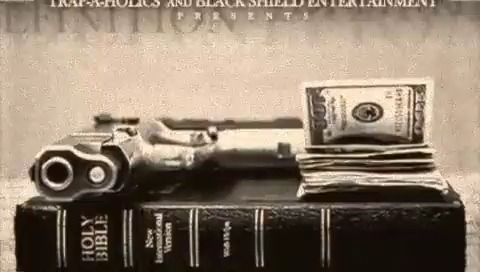 TRAP-A-HOLICS AND BLACK SHIELD ENTERTAINMENT
PRESENTS
HOLY
BIBLE
New
International
Version